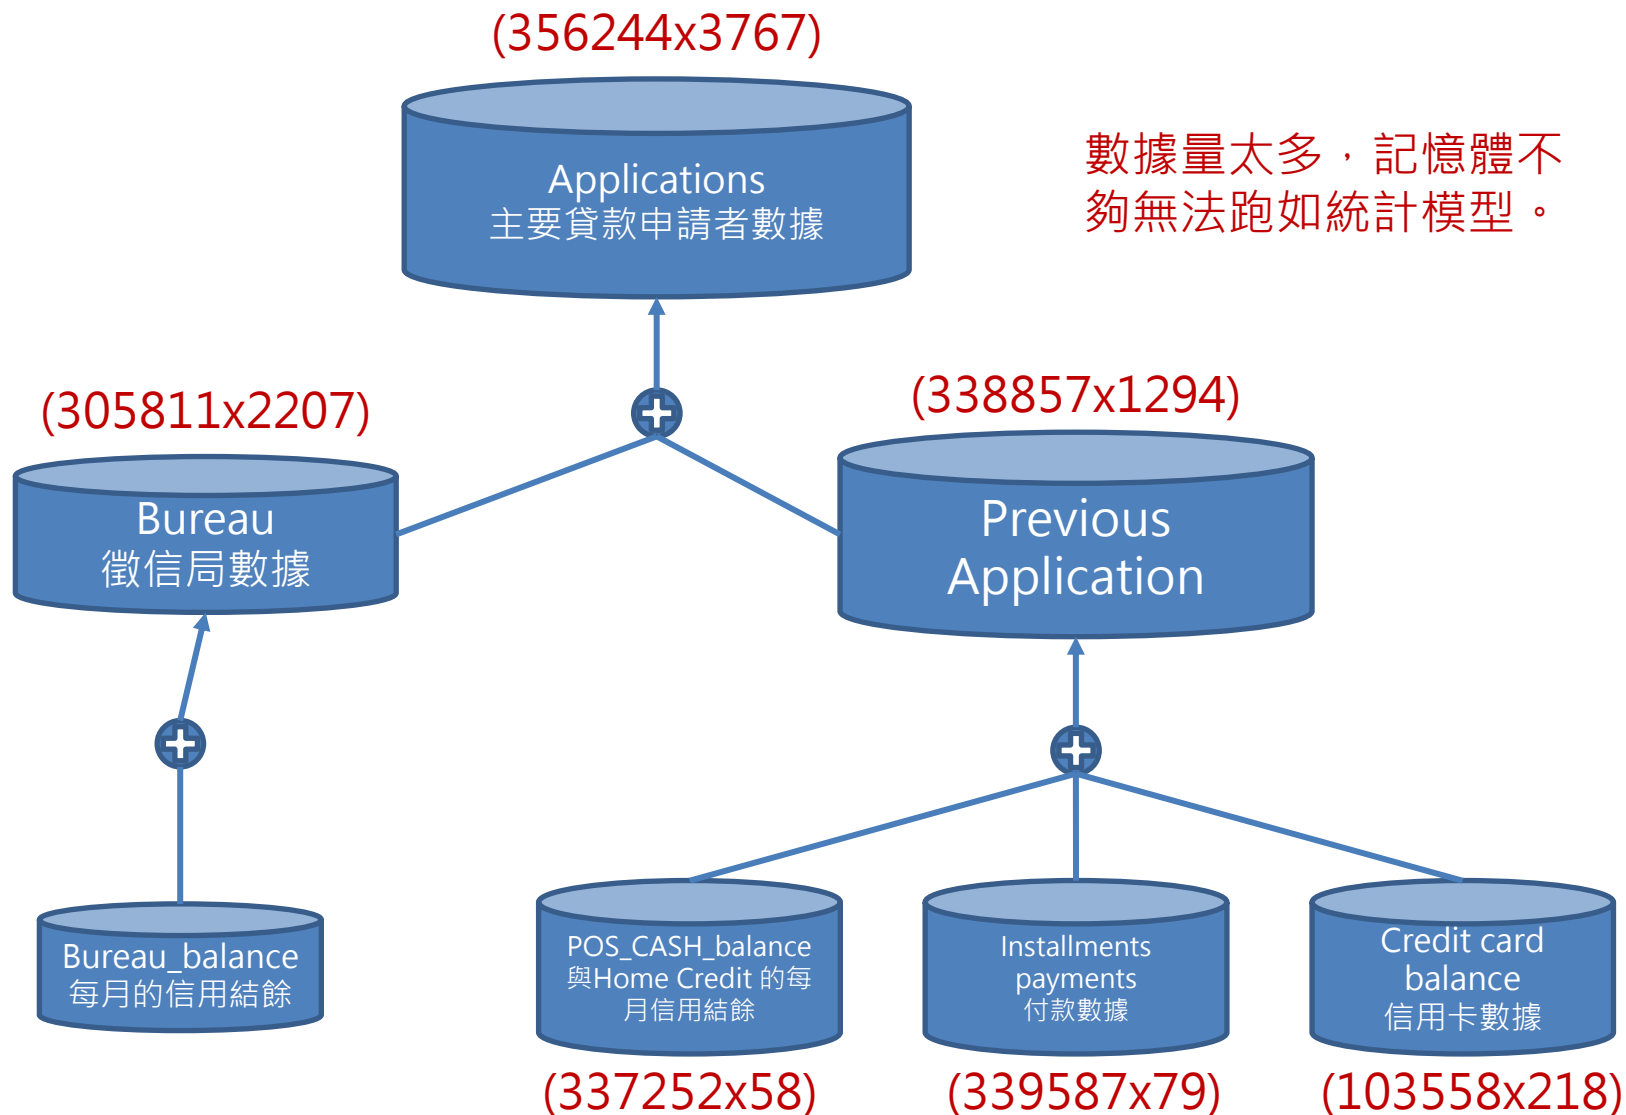 (356244x3767)
Applications
主要貸款申請者數據
數據量太多，記憶體不
夠無法跑如統計模型。
(305811x2207)
(338857x1294)
Bureau
徵信局數據
Previous
Application
Bureau_balance
每月的信用結餘
POS_CASH_balance
與Home Credit 的每
月信用結餘
Installments
payments
付款數據
Credit card
balance
信用卡數據
(337252x58)
(339587x79)
(103558x218)